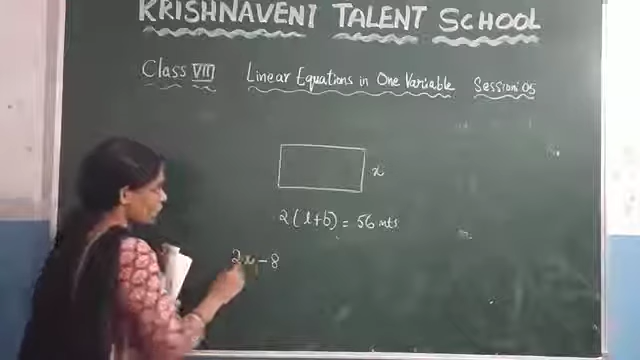 KRISHNAVENI TALENT SCHOOL
Class VIII Linear Equations in One Variable Session 05
x
2(l+b) = 56 mts
2x-8